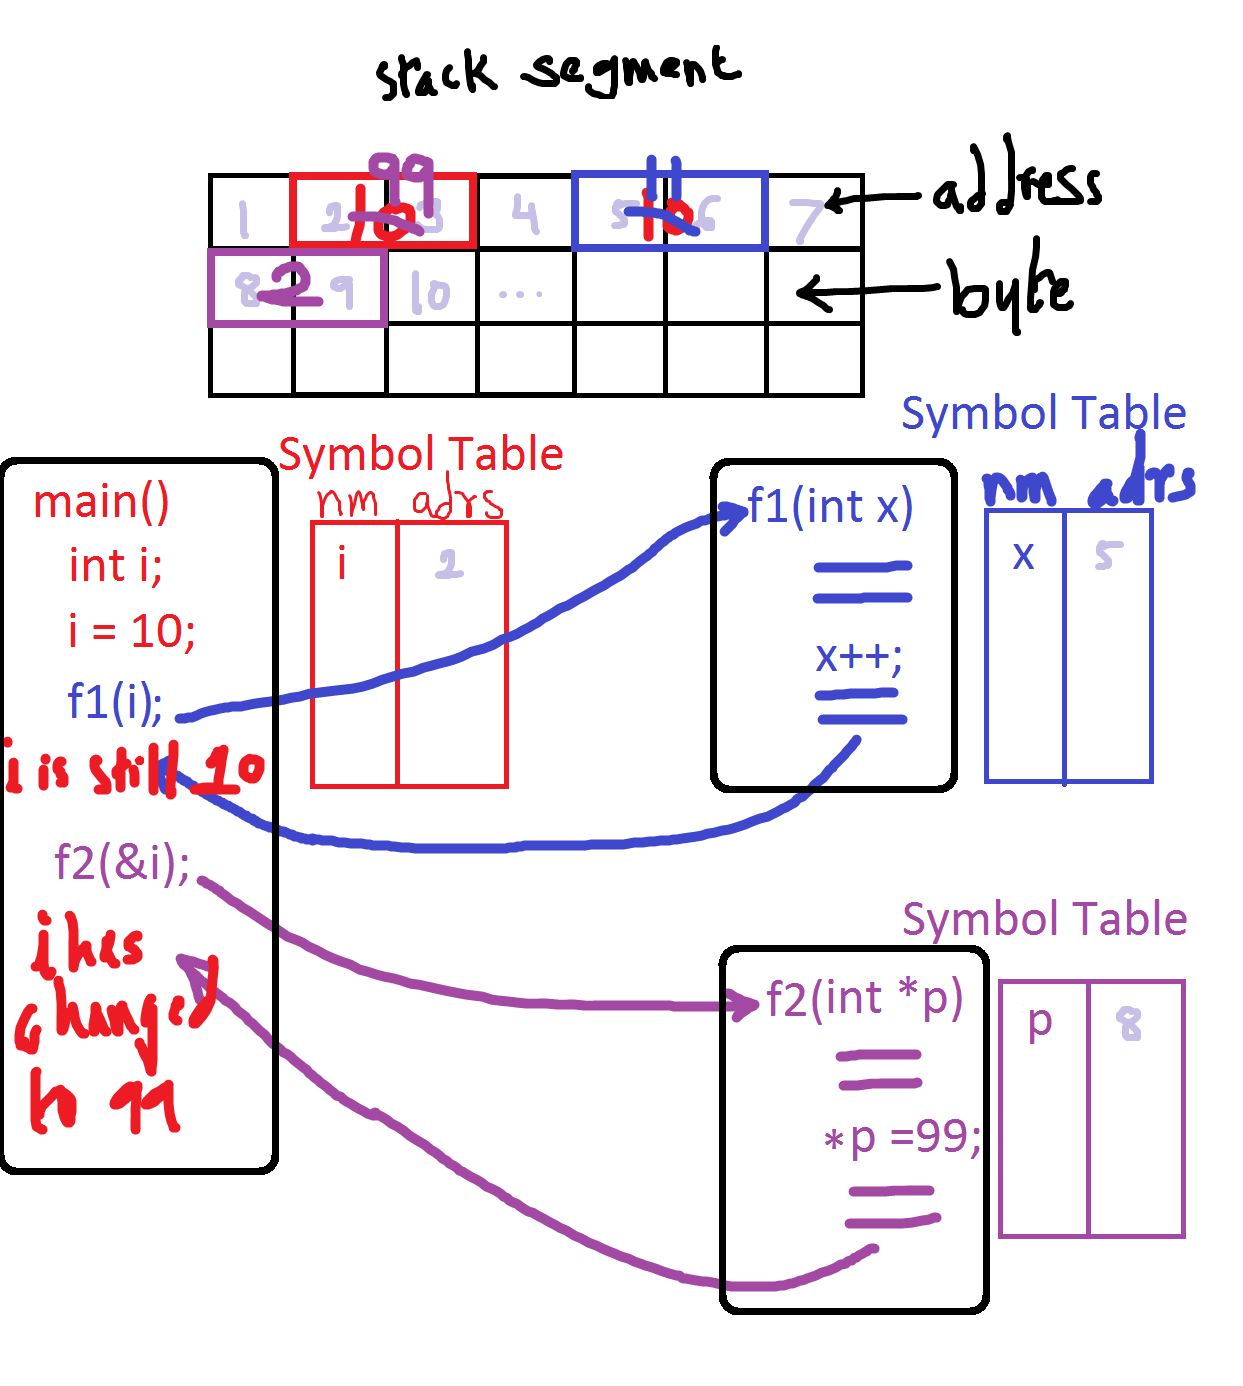 stack segment
99 11
1 2 10 3 4 5 10 6 7 address
8 2 9 10 ... byte
Symbol Table
Symbol Table
nm adrs
nm adrs
main()
f1(int x)
int i;
i 2
x 5
i = 10;
x++;
f1(i);
i is still 10
f2(&i);
Symbol Table
i has
changed
to 99
f2(int *p)
p 8
*p =99;